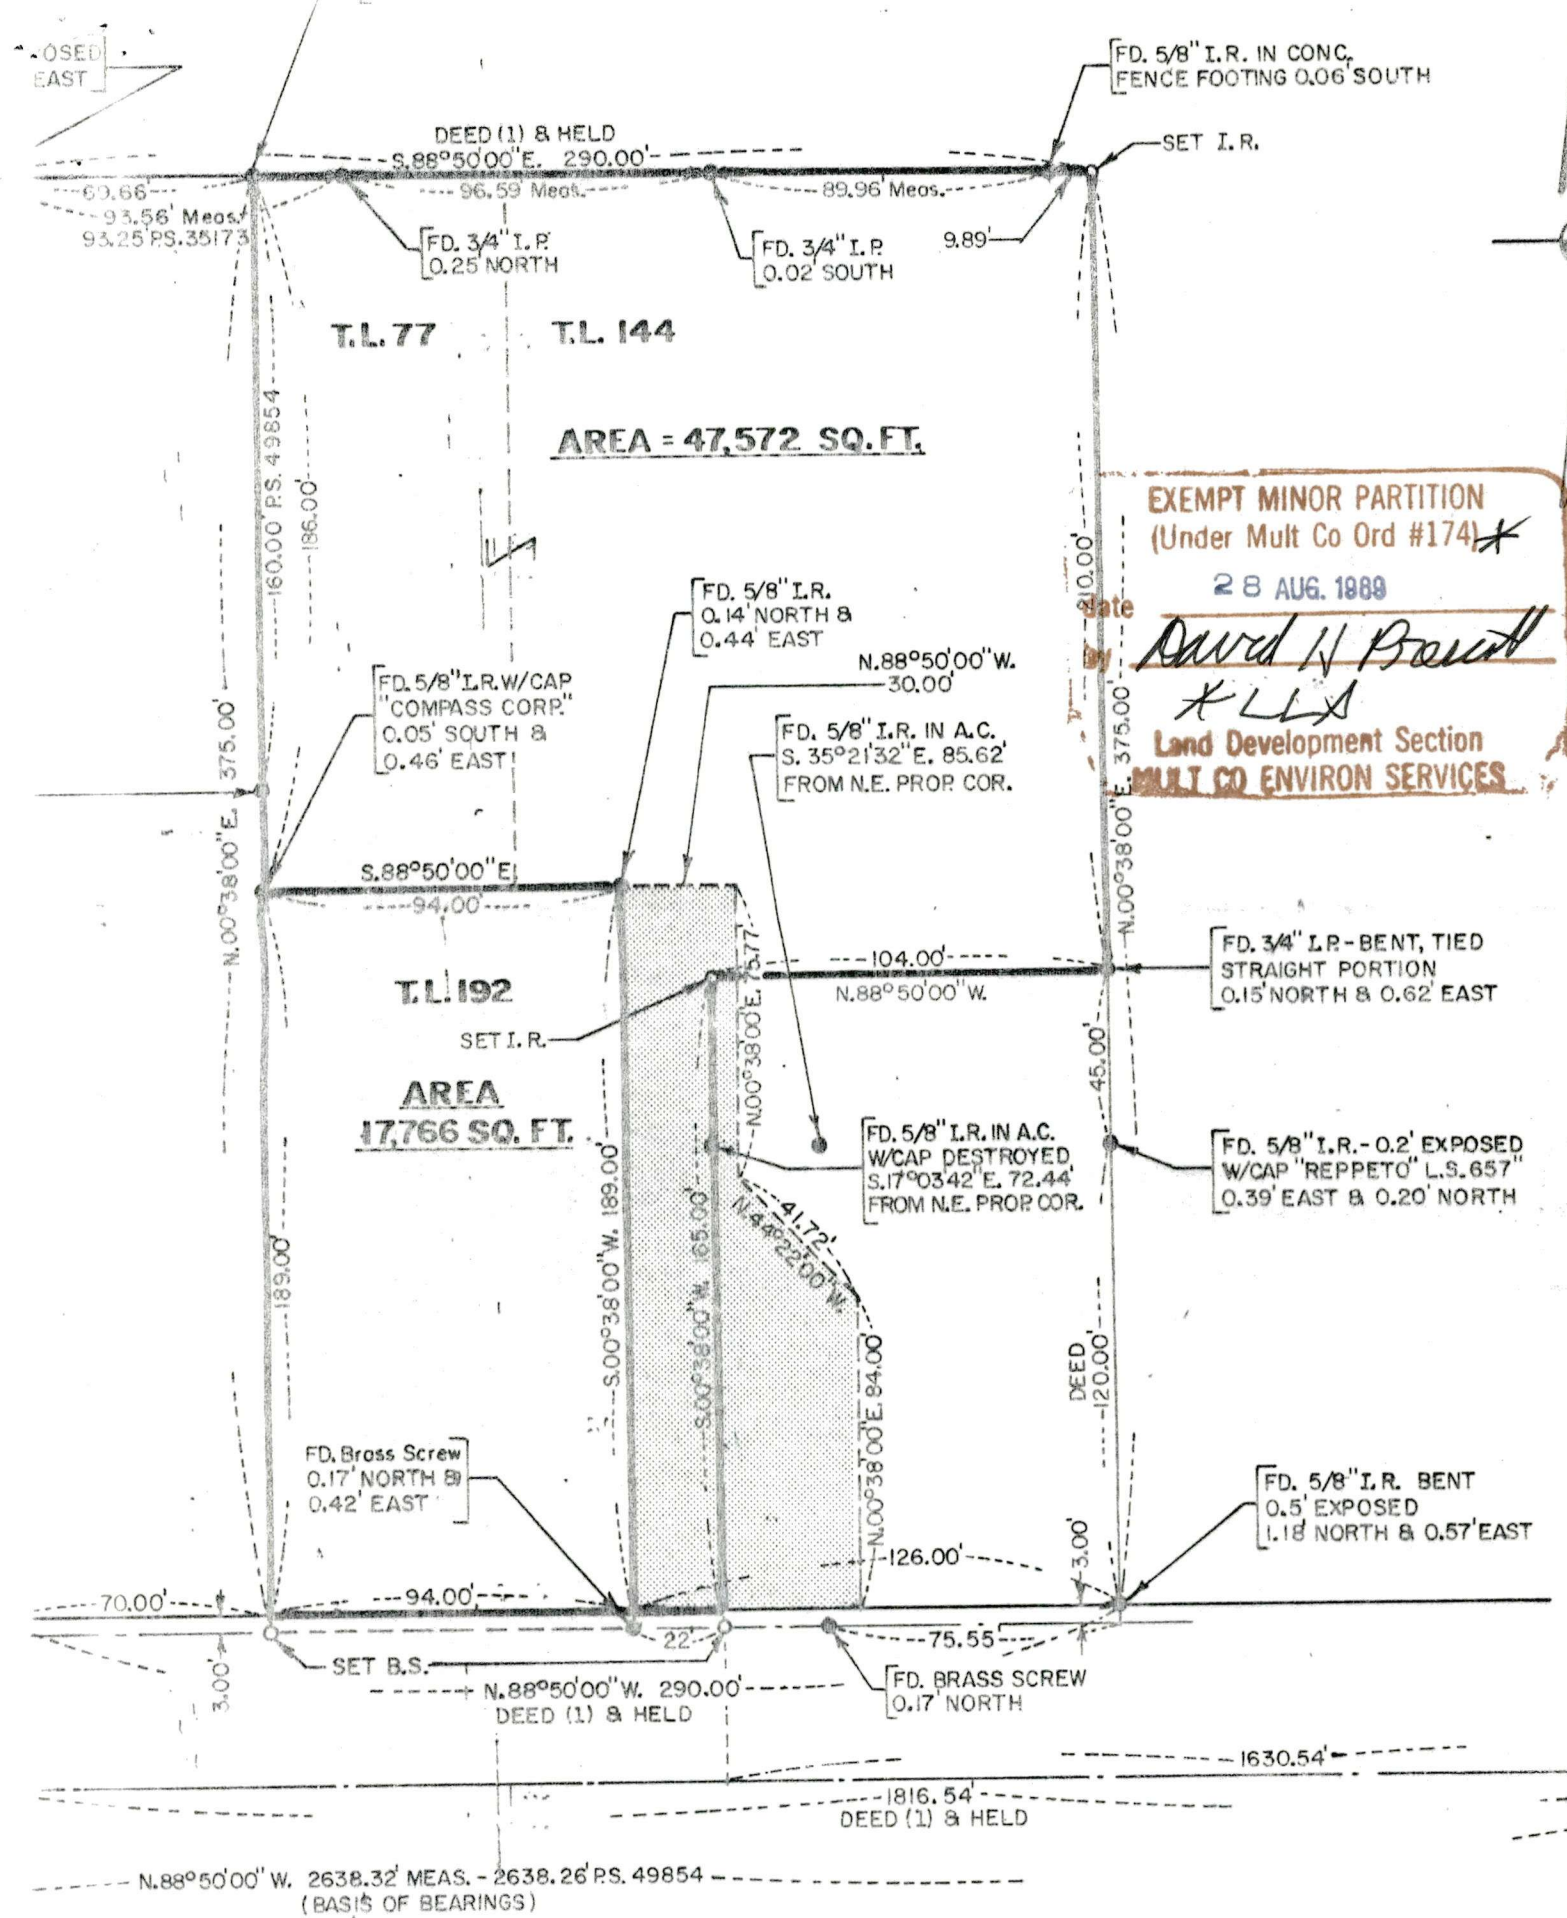 OSED
EAST
FD. 5/8" I.R. IN CONC.
FENCE FOOTING 0.06' SOUTH
DEED (1) & HELD
S.88°50'00"E. 290.00'
SET I.R.
69.66'
96.59' Meas.
89.96' Meas.
93.56' Meas.
93.25' P.S. 35173
FD. 3/4" I.P.
0.25' NORTH
FD. 3/4" I.P.
0.02' SOUTH
9.89'
T.L. 77
T.L. 144
AREA = 47,572 SQ. FT.
160.00' P.S. 49854
186.00'
210.00'
EXEMPT MINOR PARTITION
(Under Mult Co Ord #174) *
28 AUG. 1989
Date
By
David H
* LLA
Land Development Section
MULT CO ENVIRON SERVICES
FD. 5/8" I.R.
0.14' NORTH &
0.44' EAST
N.88°50'00"W.
30.00'
FD. 5/8" I.R. W/CAP
"COMPASS CORP."
0.05' SOUTH &
0.46' EAST
FD. 5/8" I.R. IN A.C.
S. 35°21'32" E. 85.62'
FROM N.E. PROP. COR.
N.00°38'00"E. 375.00'
N.00°38'00"E. 375.00'
S.88°50'00"E.
94.00'
N.00°38'00"E. 75.77'
104.00'
N.88°50'00"W.
FD. 3/4" I.P. - BENT, TIED
STRAIGHT PORTION
0.15' NORTH & 0.62' EAST
T.L. 192
SET I.R.
45.00'
AREA
17,766 SQ. FT.
FD. 5/8" I.R. IN A.C.
W/CAP DESTROYED
S.17°03'42"E. 72.44'
FROM N.E. PROP. COR.
FD. 5/8" I.R. - 0.2' EXPOSED
W/CAP "REPPETO" L.S. 657"
0.39' EAST & 0.20' NORTH
189.00'
S.00°38'00"W. 189.00'
S.00°38'00"W. 165.00'
41.72'
N.44°22'00"W.
N.00°38'00"E. 84.00'
DEED
120.00'
FD. Brass Screw
0.17' NORTH &
0.42' EAST
FD. 5/8" I.R. BENT
0.5' EXPOSED
1.18' NORTH & 0.57' EAST
3.00'
126.00'
70.00'
94.00'
22'
75.55'
3.00'
SET B.S.
N.88°50'00"W. 290.00'
DEED (1) & HELD
FD. BRASS SCREW
0.17' NORTH
1630.54'
1816.54'
DEED (1) & HELD
N.88°50'00"W. 2638.32' MEAS. - 2638.26' P.S. 49854
(BASIS OF BEARINGS)